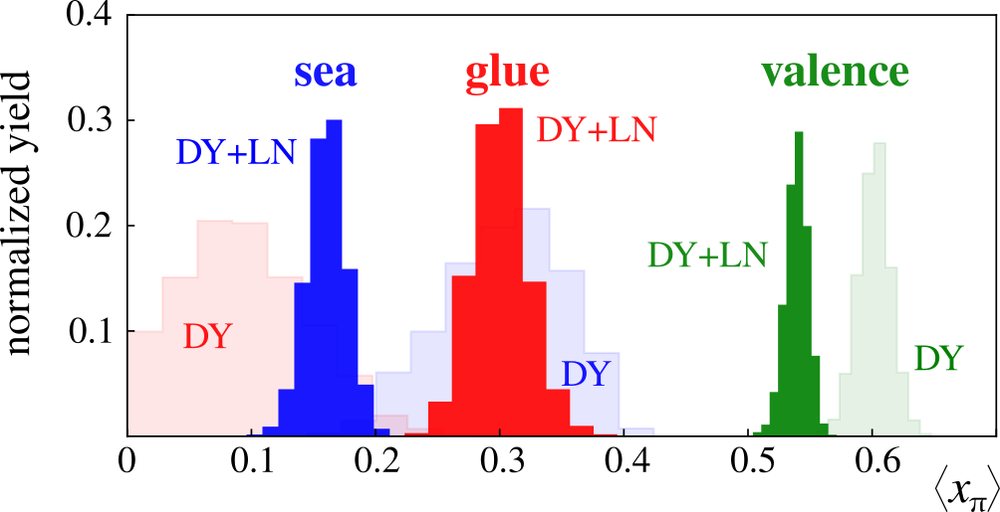 0.4
sea
glue
valence
normalized yield
0.3
DY+LN
DY+LN
0.2
DY+LN
0.1
DY
DY
DY
0
0.1
0.2
0.3
0.4
0.5
0.6
⟨xπ⟩